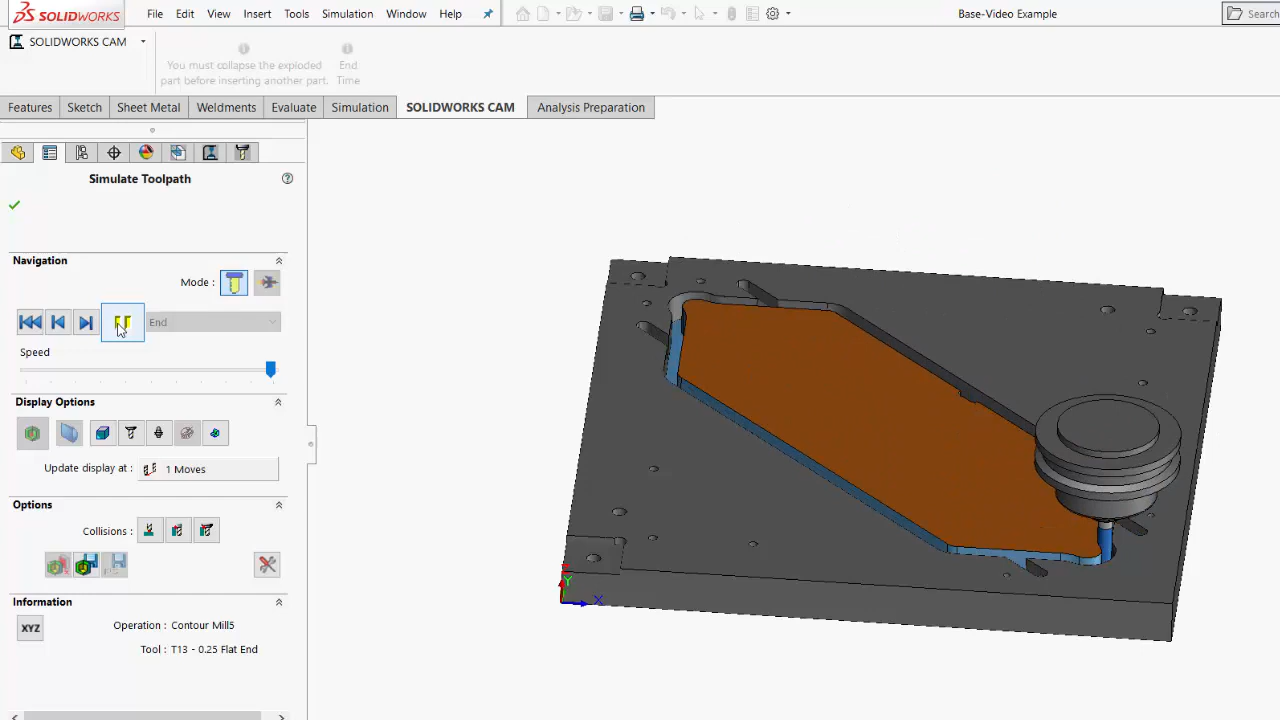 SOLIDWORKS
File Edit View Insert Tools Simulation Window Help
Base-Video Example
Search
SOLIDWORKS CAM
You must collapse the exploded
part before inserting another part.
End
Time
Features Sketch Sheet Metal Weldments Evaluate Simulation SOLIDWORKS CAM Analysis Preparation
Simulate Toolpath
Navigation
Mode :
End
Speed
Display Options
Update display at : 1 Moves
Options
Collisions :
Information
XYZ
Operation : Contour Mill5
Tool : T13 - 0.25 Flat End
Y
X